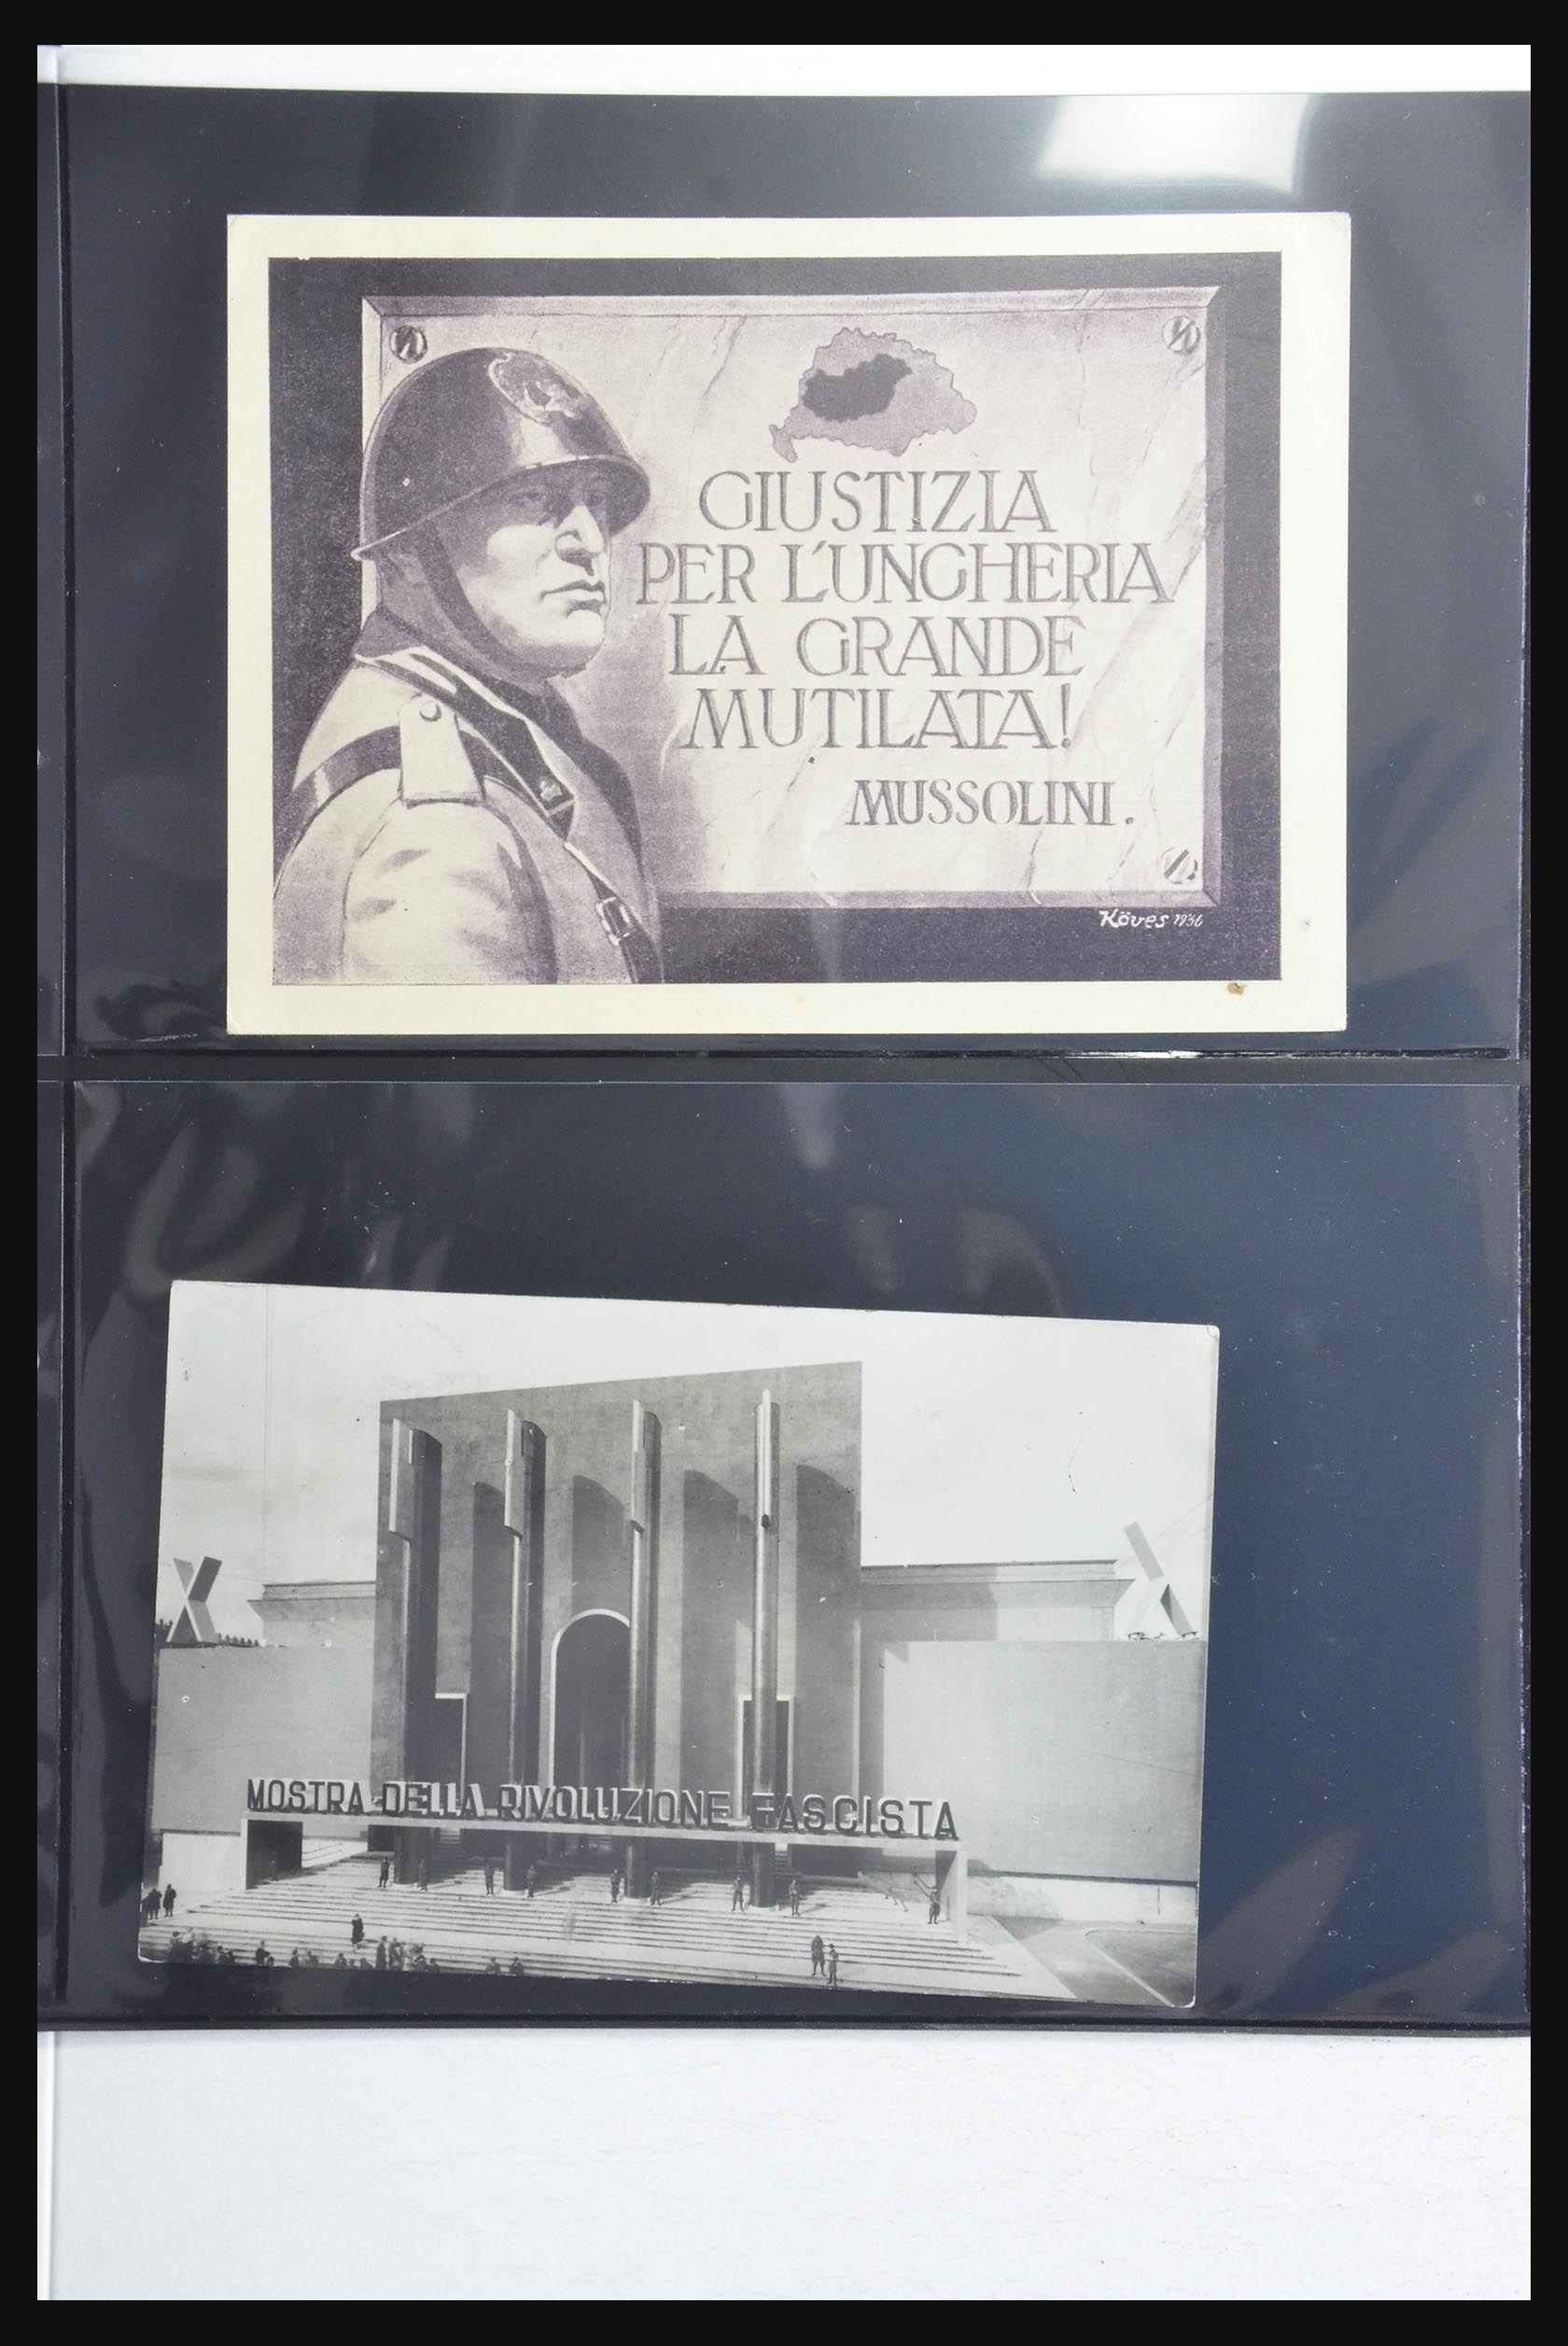 GIUSTIZIA
PER L'UNGHERIA
LA GRANDE
MUTILATA!
MUSSOLINI.
Köves 1936
MOSTRA DELLA RIVOLUZIONE FASCISTA